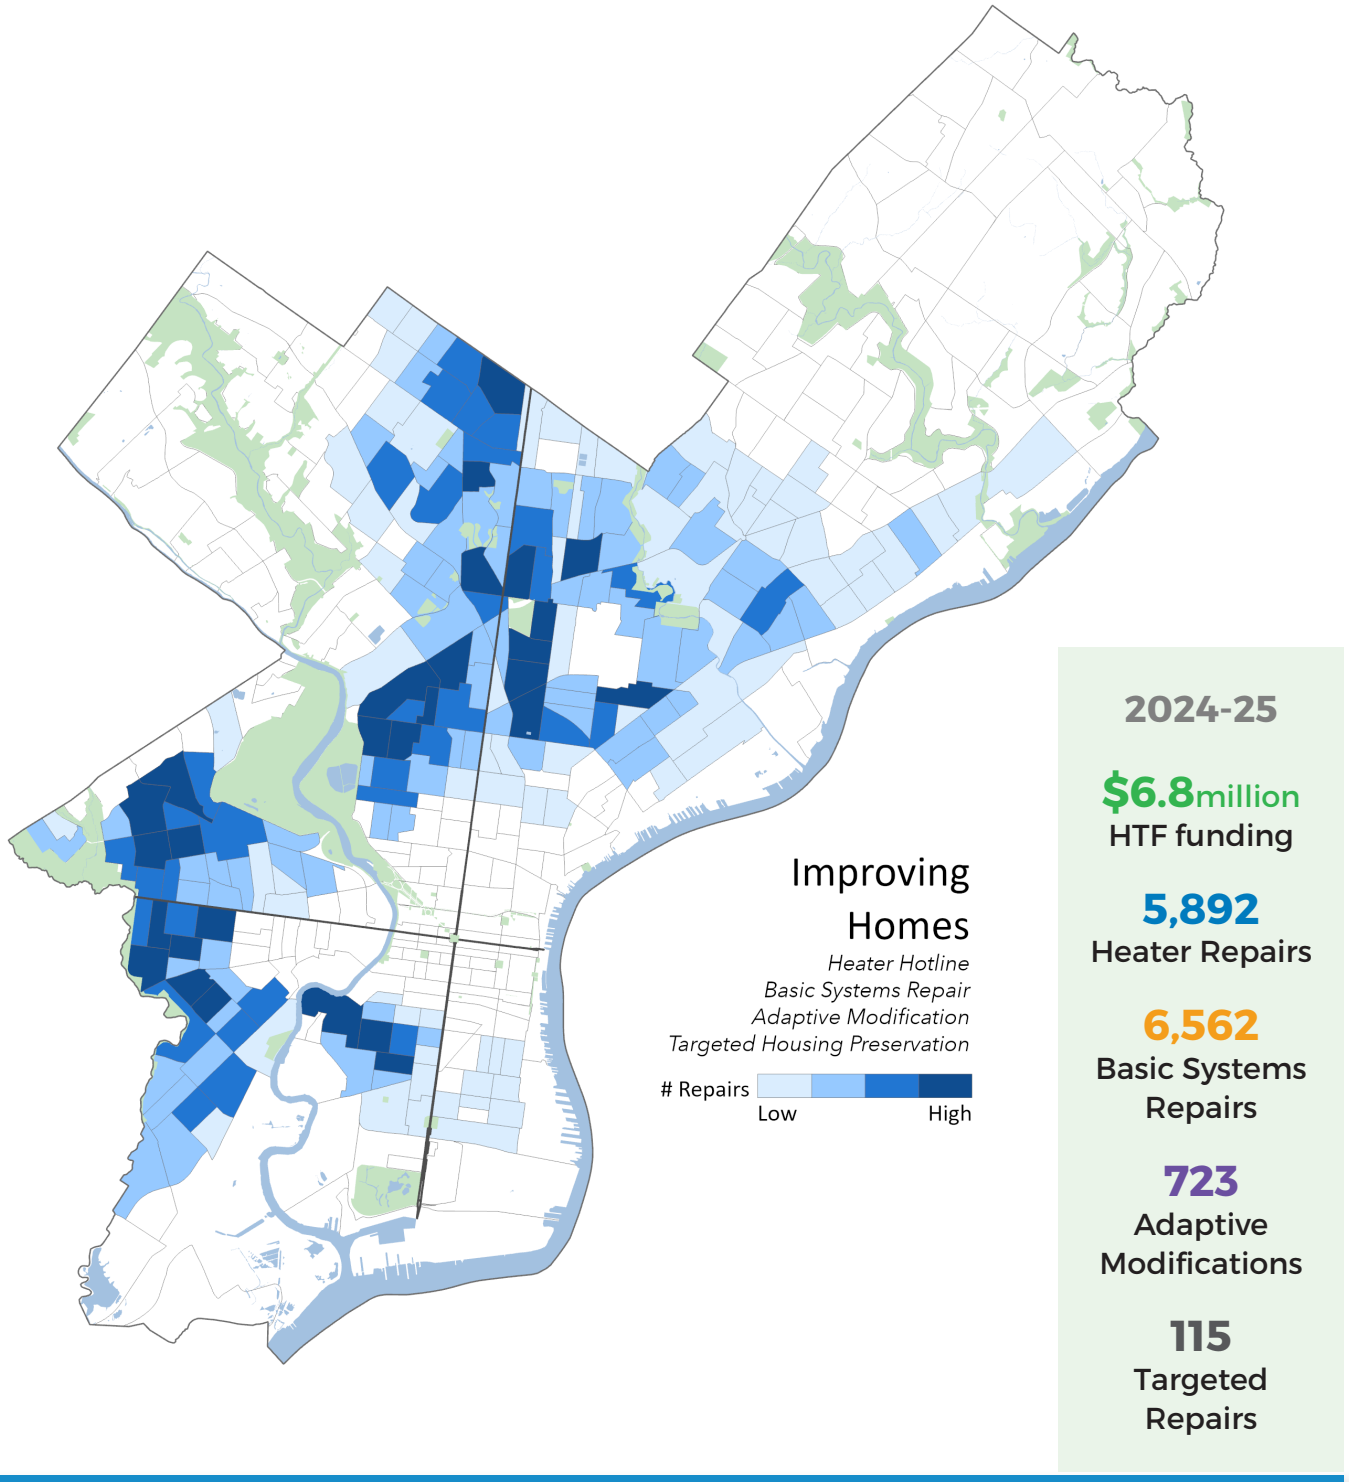 Improving
Homes
Heater Hotline
Basic Systems Repair
Adaptive Modification
Targeted Housing Preservation
# Repairs
Low High
2024-25
$6.8million
HTF funding
5,892
Heater Repairs
6,562
Basic Systems
Repairs
723
Adaptive
Modifications
115
Targeted
Repairs